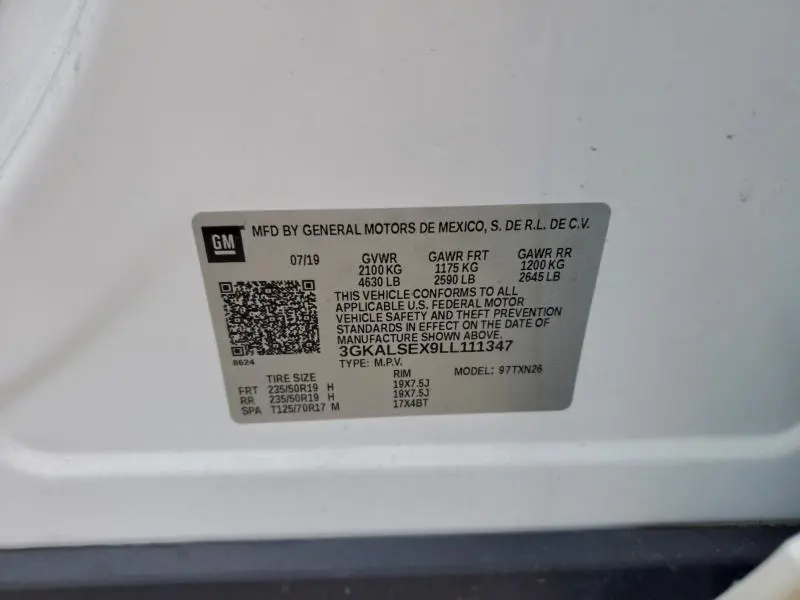 GM
MFD BY GENERAL MOTORS DE MEXICO, S. DE R.L. DE C.V.
07/19 GVWR GAWR FRT GAWR RR
2100 KG 1175 KG 1200 KG
4630 LB 2590 LB 2645 LB
THIS VEHICLE CONFORMS TO ALL
APPLICABLE U.S. FEDERAL MOTOR
VEHICLE SAFETY AND THEFT PREVENTION
STANDARDS IN EFFECT ON THE DATE OF
MANUFACTURE SHOWN ABOVE.
8624
3GKALSEX9LL111347
TYPE: M.P.V. MODEL: 97TXN26
TIRE SIZE RIM
FRT 235/50R19 H 19X7.5J
RR 235/50R19 H 19X7.5J
SPA T125/70R17 M 17X4BT